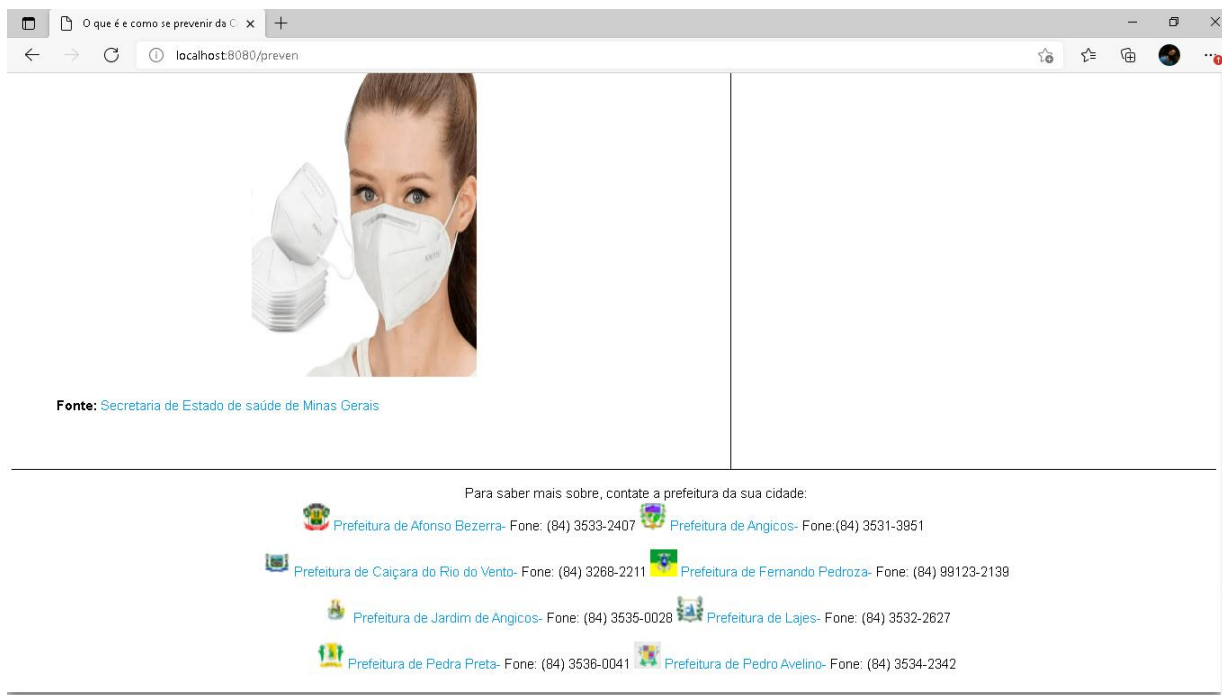 O que é e como se prevenir da C
localhost:8080/preven
Fonte: Secretaria de Estado de saúde de Minas Gerais
Para saber mais sobre, contate a prefeitura da sua cidade:
Prefeitura de Afonso Bezerra- Fone: (84) 3533-2407 Prefeitura de Angicos- Fone:(84) 3531-3951
Prefeitura de Caiçara do Rio do Vento- Fone: (84) 3268-2211 Prefeitura de Fernando Pedroza- Fone: (84) 99123-2139
Prefeitura de Jardim de Angicos- Fone: (84) 3535-0028 Prefeitura de Lajes- Fone: (84) 3532-2627
Prefeitura de Pedra Preta- Fone: (84) 3536-0041 Prefeitura de Pedro Avelino- Fone: (84) 3534-2342